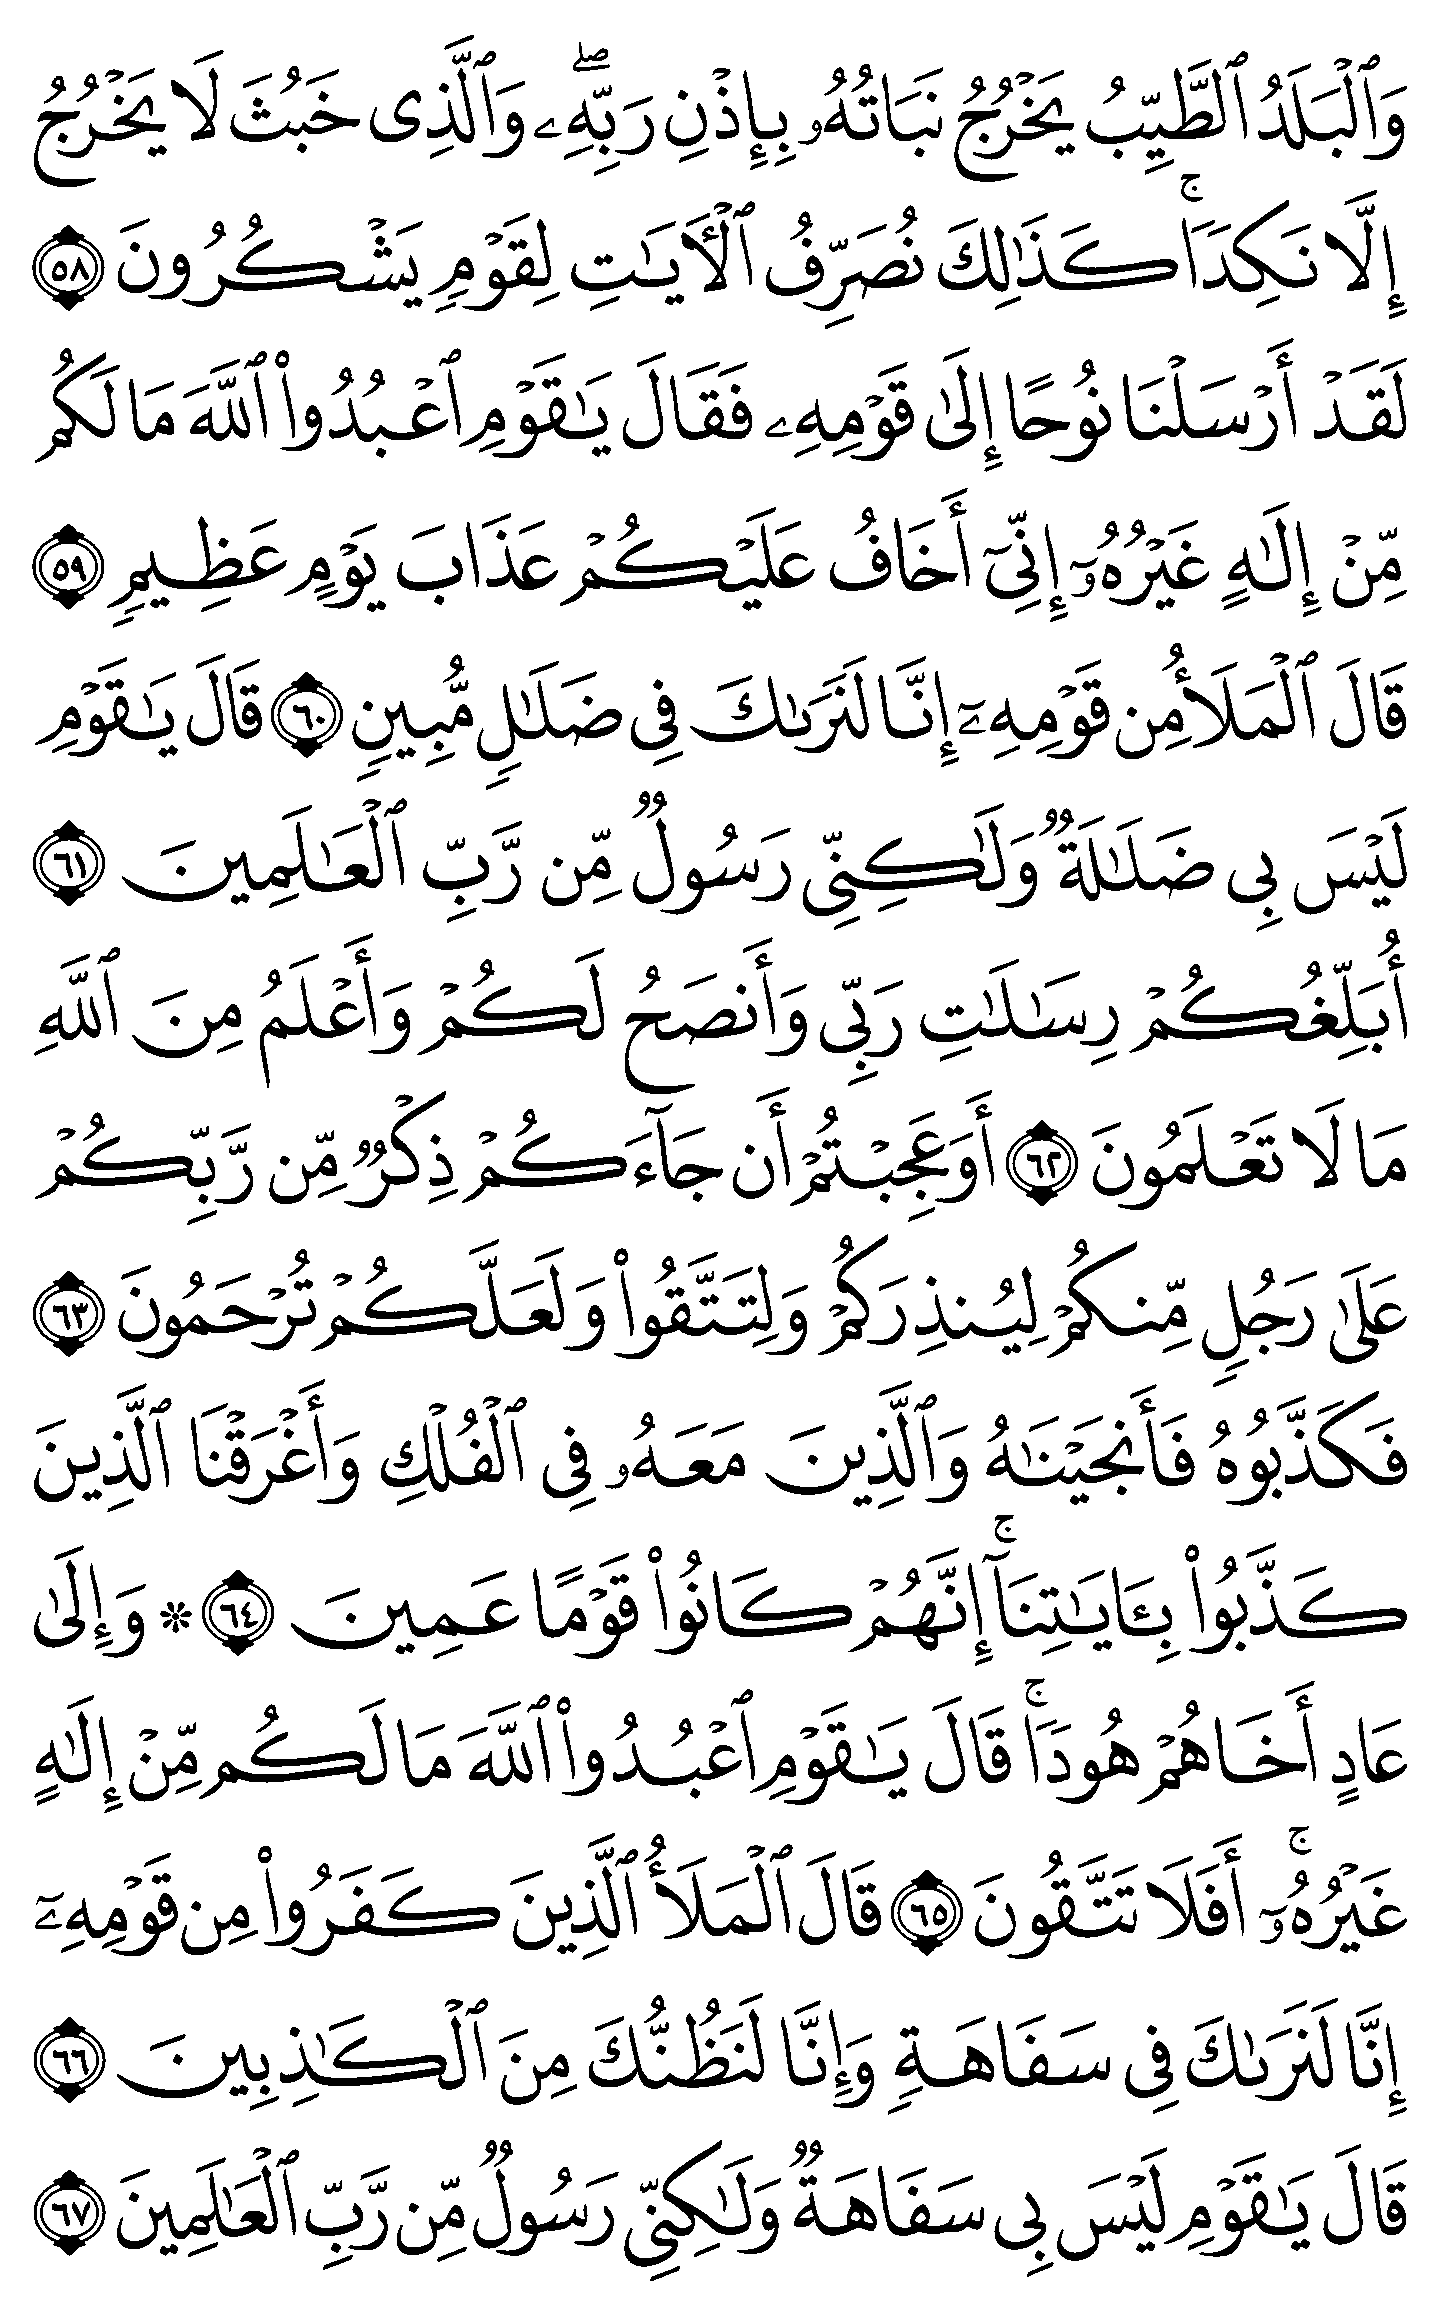 وَٱلْبَلَدُ ٱلطَّيِّبُ يَخْرُجُ نَبَاتُهُۥ بِإِذْنِ رَبِّهِۦۖ وَٱلَّذِى خَبُثَ لَا يَخْرُجُ
إِلَّا نَكِدًاۚ كَذَٰلِكَ نُصَرِّفُ ٱلْـَٔايَـٰتِ لِقَوْمٍ يَشْكُرُونَ ٥٨
لَقَدْ أَرْسَلْنَا نُوحًا إِلَىٰ قَوْمِهِۦ فَقَالَ يَـٰقَوْمِ ٱعْبُدُوا۟ ٱللَّهَ مَا لَكُم
مِّنْ إِلَـٰهٍ غَيْرُهُۥٓ إِنِّىٓ أَخَافُ عَلَيْكُمْ عَذَابَ يَوْمٍ عَظِيمٍ ٥٩
قَالَ ٱلْمَلَأُ مِن قَوْمِهِۦٓ إِنَّا لَنَرَىٰكَ فِى ضَلَـٰلٍ مُّبِينٍ ٦٠ قَالَ يَـٰقَوْمِ
لَيْسَ بِى ضَلَـٰلَةٌ وَلَـٰكِنِّى رَسُولٌ مِّن رَّبِّ ٱلْعَـٰلَمِينَ ٦١
أُبَلِّغُكُمْ رِسَـٰلَـٰتِ رَبِّى وَأَنصَحُ لَكُمْ وَأَعْلَمُ مِنَ ٱللَّهِ
مَا لَا تَعْلَمُونَ ٦٢ أَوَعَجِبْتُمْ أَن جَآءَكُمْ ذِكْرٌ مِّن رَّبِّكُمْ
عَلَىٰ رَجُلٍ مِّنكُمْ لِيُنذِرَكُمْ وَلِتَتَّقُوا۟ وَلَعَلَّكُمْ تُرْحَمُونَ ٦٣
فَكَذَّبُوهُ فَأَنجَيْنَـٰهُ وَٱلَّذِينَ مَعَهُۥ فِى ٱلْفُلْكِ وَأَغْرَقْنَا ٱلَّذِينَ
كَذَّبُوا۟ بِـَٔايَـٰتِنَآۚ إِنَّهُمْ كَانُوا۟ قَوْمًا عَمِينَ ٦٤ ۞ وَإِلَىٰ
عَادٍ أَخَاهُمْ هُودًاۚ قَالَ يَـٰقَوْمِ ٱعْبُدُوا۟ ٱللَّهَ مَا لَكُم مِّنْ إِلَـٰهٍ
غَيْرُهُۥٓۚ أَفَلَا تَتَّقُونَ ٦٥ قَالَ ٱلْمَلَأُ ٱلَّذِينَ كَفَرُوا۟ مِن قَوْمِهِۦٓ
إِنَّا لَنَرَىٰكَ فِى سَفَاهَةٍ وَإِنَّا لَنَظُنُّكَ مِنَ ٱلْكَـٰذِبِينَ ٦٦
قَالَ يَـٰقَوْمِ لَيْسَ بِى سَفَاهَةٌ وَلَـٰكِنِّى رَسُولٌ مِّن رَّبِّ ٱلْعَـٰلَمِينَ ٦٧